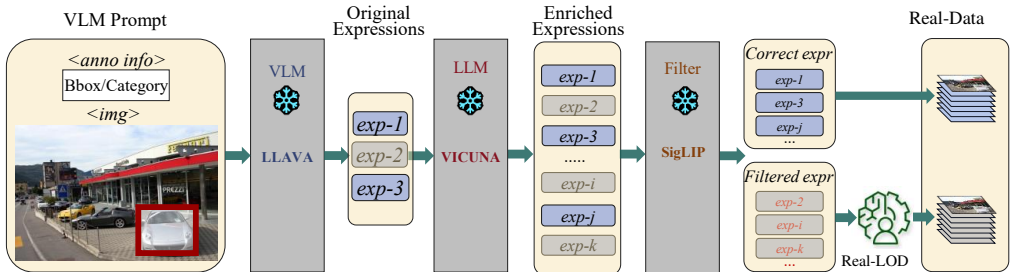 VLM Prompt
<anno info>
Bbox/Category
<img>
PREZZI
VLM
LLAVA
Original
Expressions
exp-1
exp-2
exp-3
LLM
VICUNA
Enriched
Expressions
exp-1
exp-2
exp-3
.....
exp-i
exp-j
exp-k
Filter
SigLIP
Correct expr
exp-1
exp-3
exp-j
...
Filtered expr
exp-2
exp-i
exp-k
...
Real-LOD
Real-Data